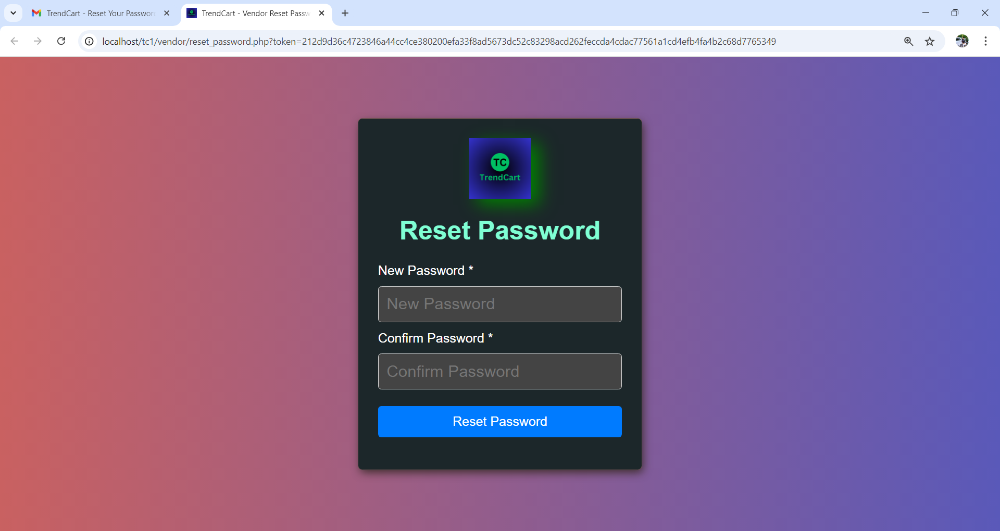 TrendCart - Reset Your Password
TrendCart - Vendor Reset Passw
localhost/tc1/vendor/reset_password.php?token=212d9d36c4723846a44cc4ce380200efa33f8ad5673dc52c83298acd262feccda4cdac77561a1cd4efb4fa4b2c68d7765349
TC
TrendCart
Reset Password
New Password *
New Password
Confirm Password *
Confirm Password
Reset Password